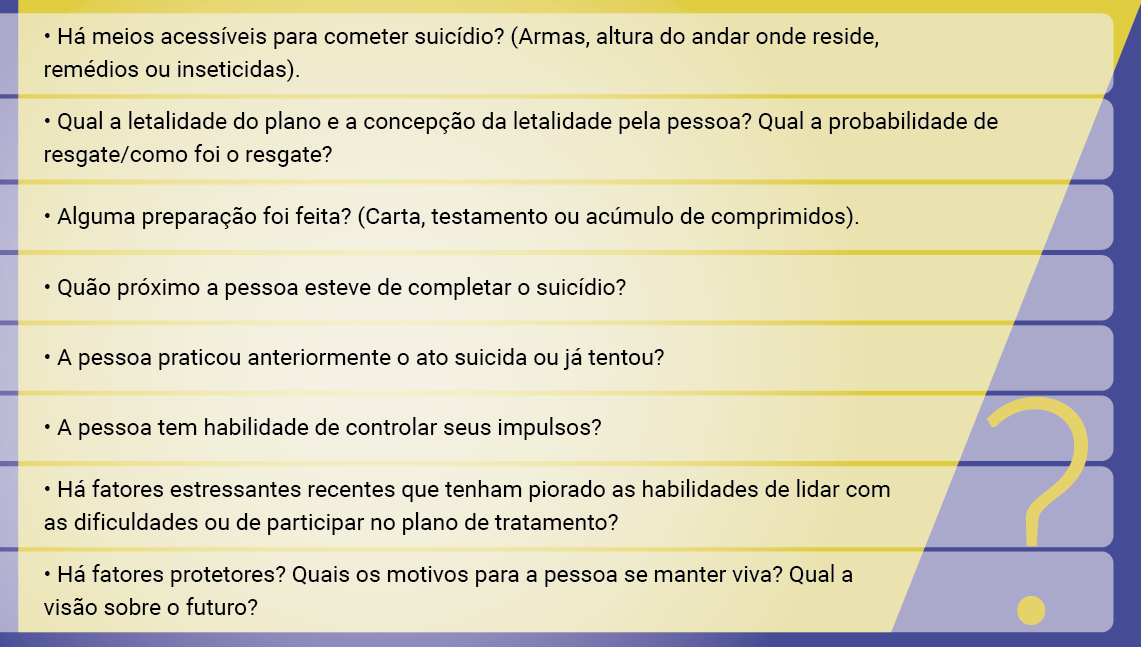 • Há meios acessíveis para cometer suicídio? (Armas, altura do andar onde reside,
remédios ou inseticidas).
• Qual a letalidade do plano e a concepção da letalidade pela pessoa? Qual a probabilidade de
resgate/como foi o resgate?
• Alguma preparação foi feita? (Carta, testamento ou acúmulo de comprimidos).
• Quão próximo a pessoa esteve de completar o suicídio?
• A pessoa praticou anteriormente o ato suicida ou já tentou?
• A pessoa tem habilidade de controlar seus impulsos?
• Há fatores estressantes recentes que tenham piorado as habilidades de lidar com
as dificuldades ou de participar no plano de tratamento?
• Há fatores protetores? Quais os motivos para a pessoa se manter viva? Qual a
visão sobre o futuro?
?